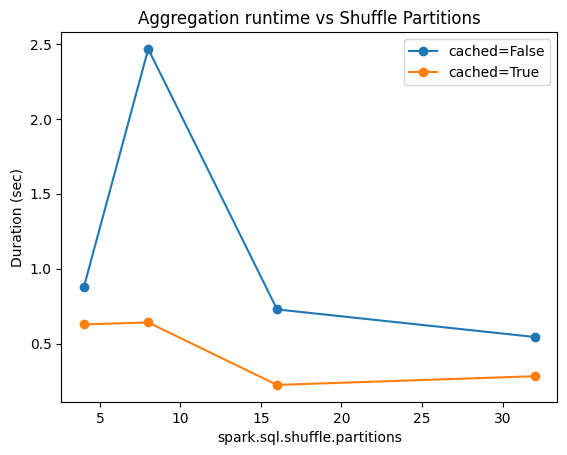 Aggregation runtime vs Shuffle Partitions
cached=False
cached=True
Duration (sec)
2.5
2.0
1.5
1.0
0.5
5 10 15 20 25 30
spark.sql.shuffle.partitions